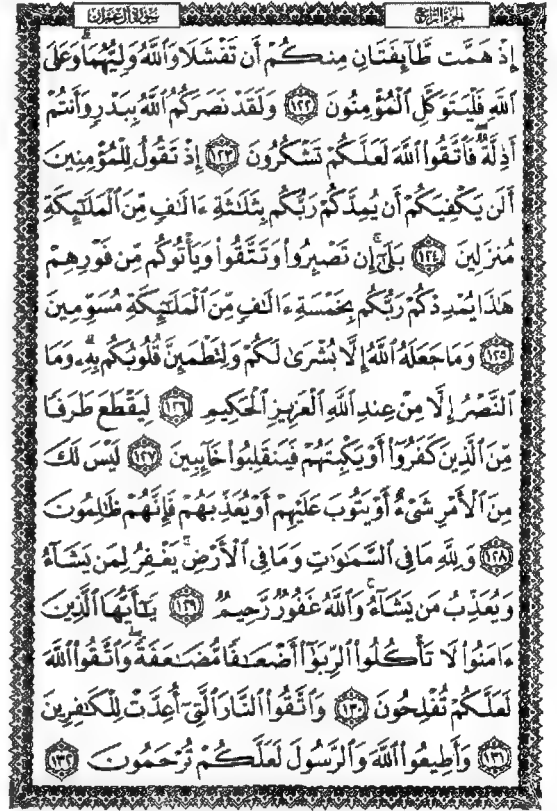 الجزء الرابع
سورة آل عمران
إِذْ هَمَّت طَّآئِفَتَانِ مِنكُمْ أَن تَفْشَلَا وَٱللَّهُ وَلِيُّهُمَا ۗ وَعَلَى
ٱللَّهِ فَلْيَتَوَكَّلِ ٱلْمُؤْمِنُونَ ١٢٢ وَلَقَدْ نَصَرَكُمُ ٱللَّهُ بِبَدْرٍ وَأَنتُمْ
أَذِلَّةٌ ۖ فَٱتَّقُوا۟ ٱللَّهَ لَعَلَّكُمْ تَشْكُرُونَ ١٢٣ إِذْ تَقُولُ لِلْمُؤْمِنِينَ
أَلَن يَكْفِيَكُمْ أَن يُمِدَّكُمْ رَبُّكُم بِثَلَٰثَةِ ءَالَٰفٍ مِّنَ ٱلْمَلَٰٓئِكَةِ
مُنزَلِينَ ١٢٤ بَلَىٰٓ ۚ إِن تَصْبِرُوا۟ وَتَتَّقُوا۟ وَيَأْتُوكُم مِّن فَوْرِهِمْ
هَٰذَا يُمْدِدْكُمْ رَبُّكُم بِخَمْسَةِ ءَالَٰفٍ مِّنَ ٱلْمَلَٰٓئِكَةِ مُسَوِّمِينَ
١٢٥ وَمَا جَعَلَهُ ٱللَّهُ إِلَّا بُشْرَىٰ لَكُمْ وَلِتَطْمَئِنَّ قُلُوبُكُم بِهِۦ ۗ وَمَا
ٱلنَّصْرُ إِلَّا مِنْ عِندِ ٱللَّهِ ٱلْعَزِيزِ ٱلْحَكِيمِ ١٢٦ لِيَقْطَعَ طَرَفًا
مِّنَ ٱلَّذِينَ كَفَرُوٓا۟ أَوْ يَكْبِتَهُمْ فَيَنقَلِبُوا۟ خَآئِبِينَ ١٢٧ لَيْسَ لَكَ
مِنَ ٱلْأَمْرِ شَىْءٌ أَوْ يَتُوبَ عَلَيْهِمْ أَوْ يُعَذِّبَهُمْ فَإِنَّهُمْ ظَٰلِمُونَ
١٢٨ وَلِلَّهِ مَا فِى ٱلسَّمَٰوَٰتِ وَمَا فِى ٱلْأَرْضِ ۚ يَغْفِرُ لِمَن يَشَآءُ
وَيُعَذِّبُ مَن يَشَآءُ ۚ وَٱللَّهُ غَفُورٌ رَّحِيمٌ ١٢٩ يَٰٓأَيُّهَا ٱلَّذِينَ
ءَامَنُوا۟ لَا تَأْكُلُوا۟ ٱلرِّبَوٰٓا۟ أَضْعَٰفًا مُّضَٰعَفَةً ۖ وَٱتَّقُوا۟ ٱللَّهَ
لَعَلَّكُمْ تُفْلِحُونَ ١٣٠ وَٱتَّقُوا۟ ٱلنَّارَ ٱلَّتِىٓ أُعِدَّتْ لِلْكَٰفِرِينَ
١٣١ وَأَطِيعُوا۟ ٱللَّهَ وَٱلرَّسُولَ لَعَلَّكُمْ تُرْحَمُونَ ١٣٢